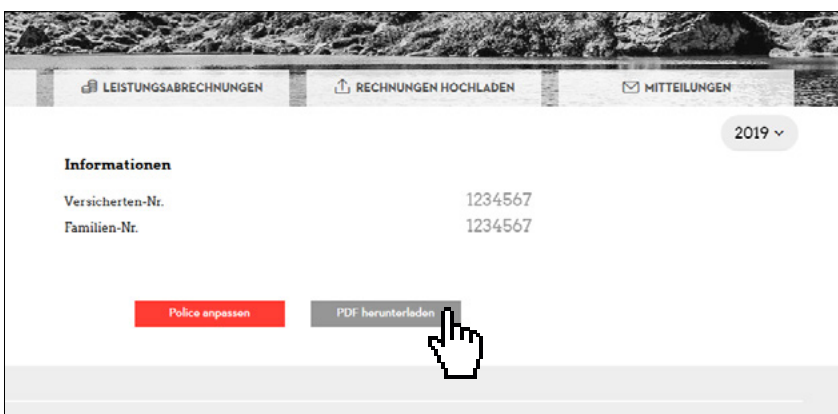 LEISTUNGSABRECHNUNGEN
RECHNUNGEN HOCHLADEN
MITTEILUNGEN
2019
Informationen
Versicherten-Nr. 1234567
Familien-Nr. 1234567
Police anpassen
PDF herunterladen